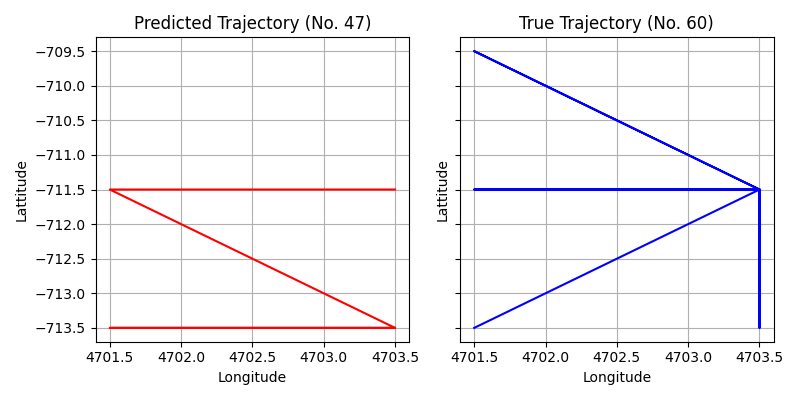 Predicted Trajectory (No. 47)
True Trajectory (No. 60)
−709.5
−710.0
−710.5
−711.0
−711.5
−712.0
−712.5
−713.0
−713.5
Lattitude
Lattitude
4701.5 4702.0 4702.5 4703.0 4703.5
4701.5 4702.0 4702.5 4703.0 4703.5
Longitude
Longitude